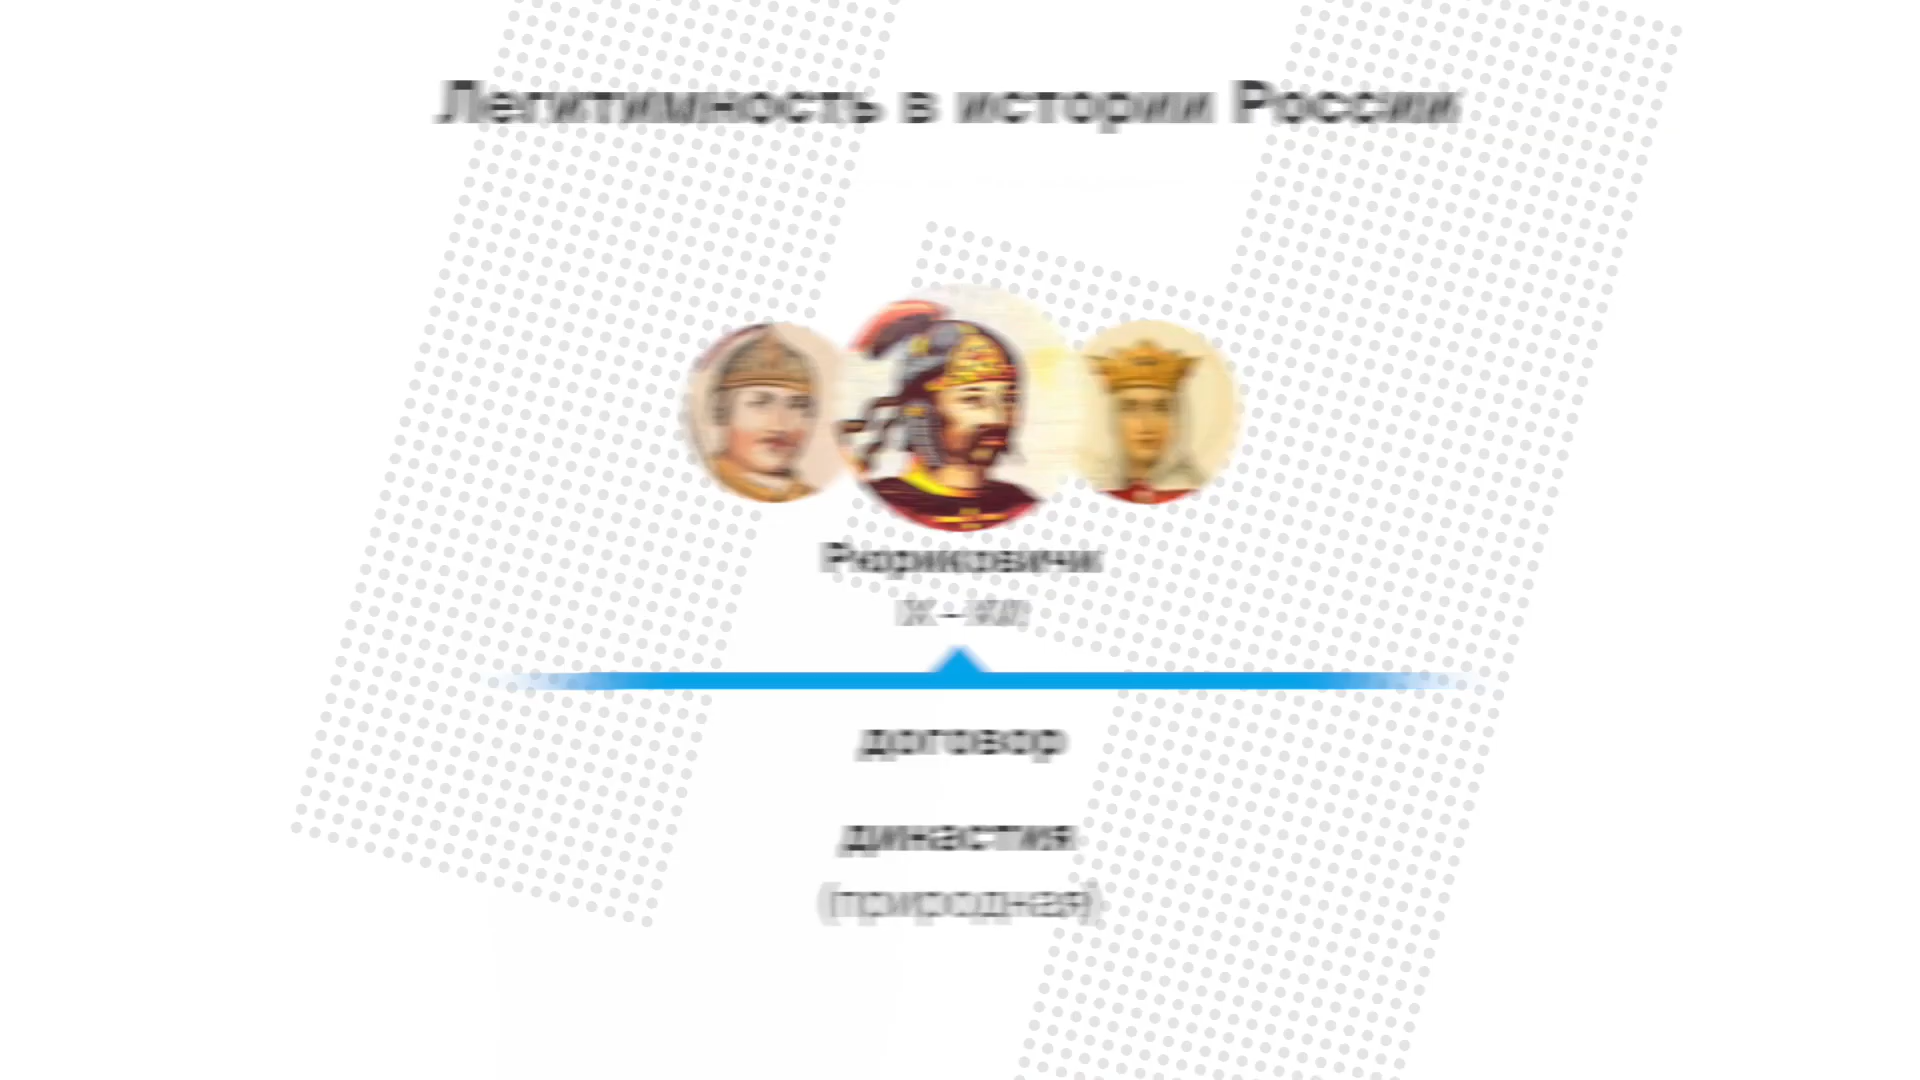 Легитимность в истории России
Рюриковичи
договор
династия
(природная)